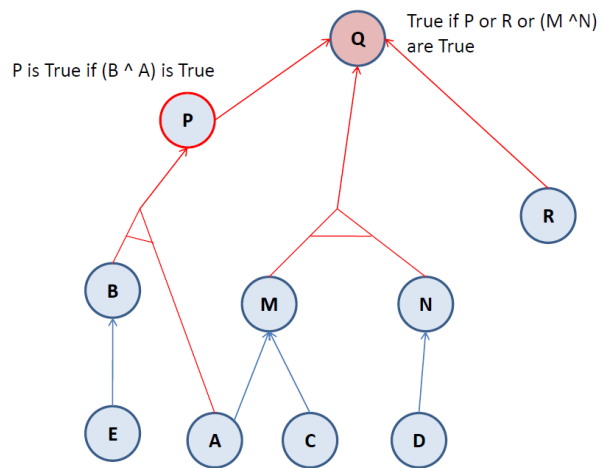 True if P or R or (M ^N)
are True
Q
P is True if (B ^ A) is True
P
R
B
M
N
E
A
C
D